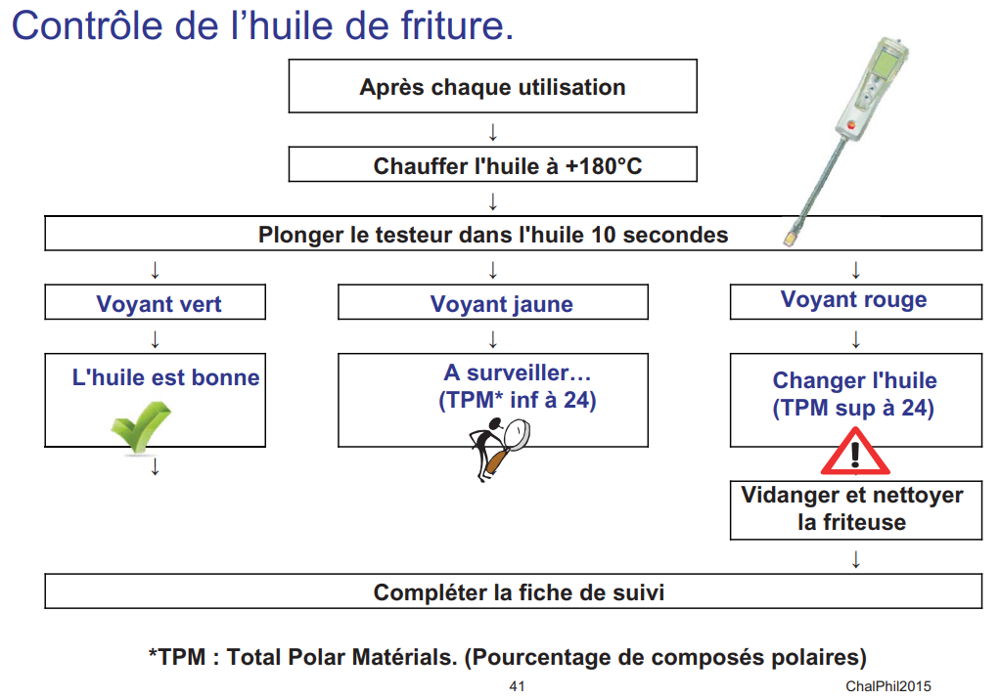 Contrôle de l’huile de friture.
Après chaque utilisation
↓
Chauffer l'huile à +180°C
↓
Plonger le testeur dans l'huile 10 secondes
↓ ↓ ↓
Voyant vert
Voyant jaune
Voyant rouge
↓ ↓ ↓
L'huile est bonne
A surveiller…
(TPM* inf à 24)
Changer l'huile
(TPM sup à 24)
↓
Vidanger et nettoyer
la friteuse
↓
Compléter la fiche de suivi
*TPM : Total Polar Matérials. (Pourcentage de composés polaires)
41
ChalPhil2015